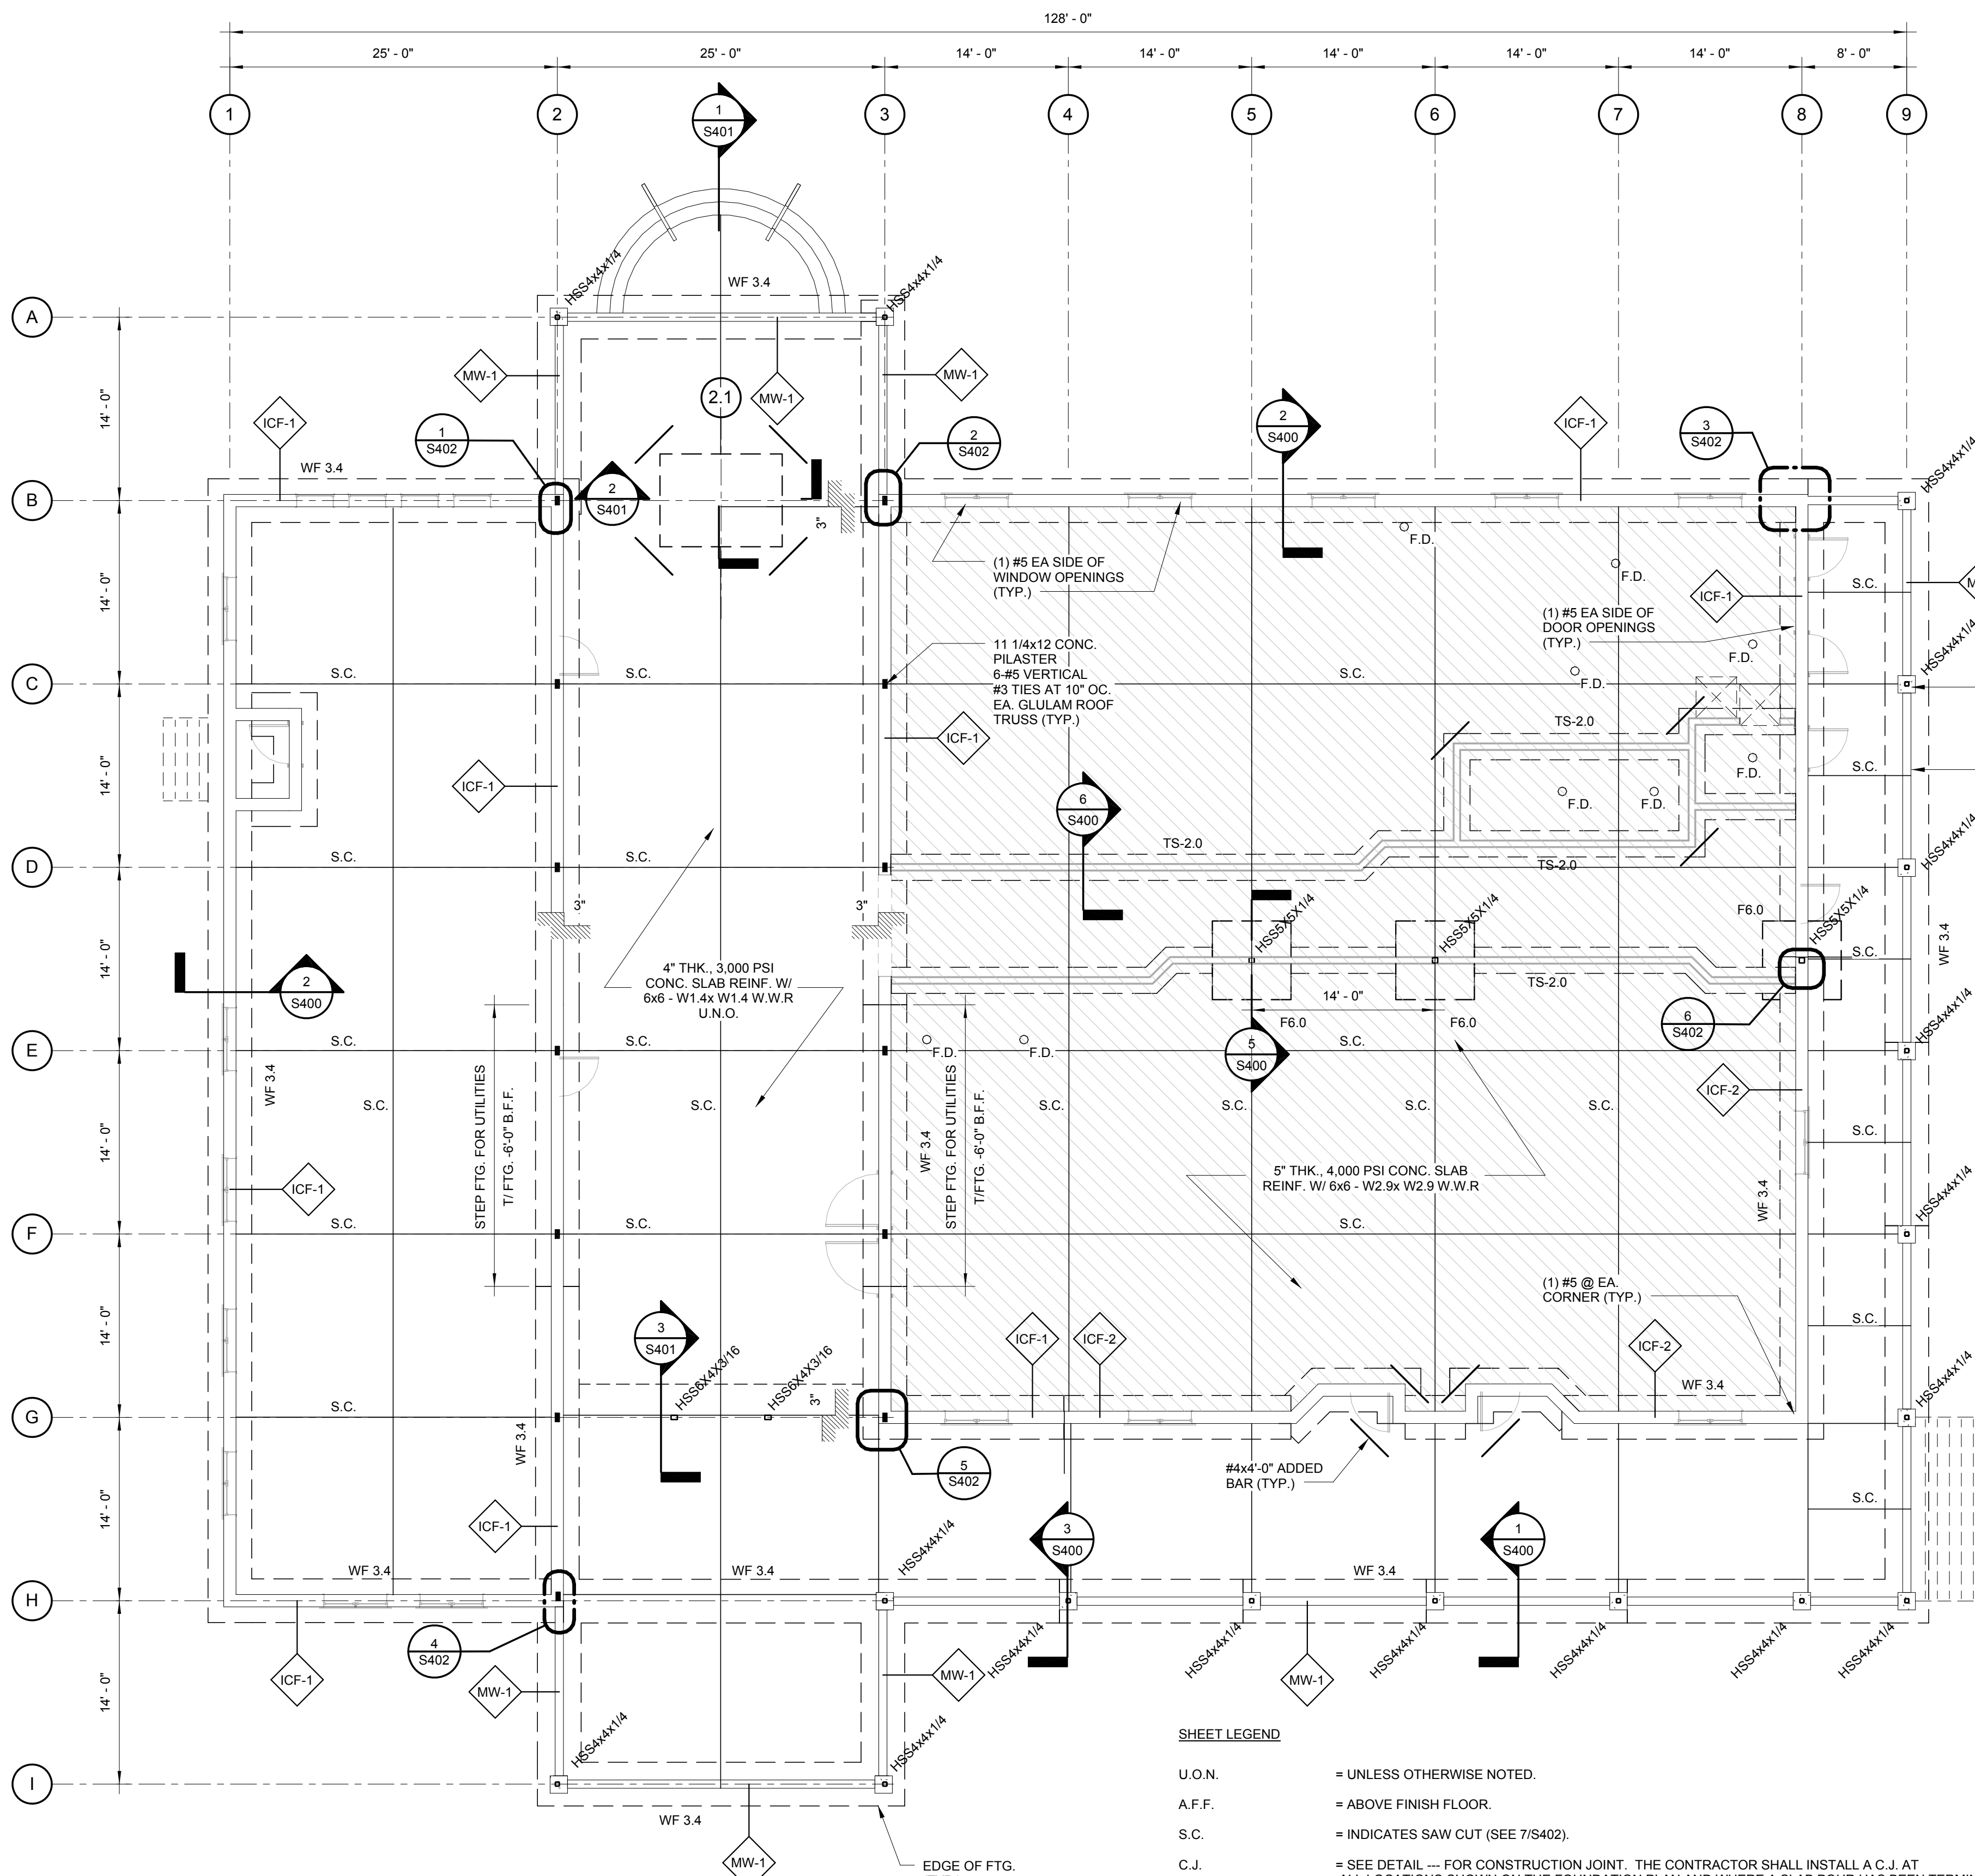 128' - 0"
25' - 0"
25' - 0"
14' - 0"
14' - 0"
14' - 0"
14' - 0"
14' - 0"
8' - 0"
1
2
3
4
5
6
7
8
9
1
S401
HSS4x4x1/4
WF 3.4
HSS4x4x1/4
A
MW-1
MW-1
MW-1
2.1
14' - 0"
ICF-1
1
S402
2
S402
2
S400
ICF-1
3
S402
HSS4x4x1/4
WF 3.4
B
2
S401
3"
F.D.
F.D.
(1) #5 EA SIDE OF
WINDOW OPENINGS
(TYP.)
14' - 0"
ICF-1
S.C.
(1) #5 EA SIDE OF
DOOR OPENINGS
(TYP.)
HSS4x4x1/4
11 1/4x12 CONC.
PILASTER
6-#5 VERTICAL
#3 TIES AT 10" OC.
EA. GLULAM ROOF
TRUSS (TYP.)
C
S.C.
S.C.
S.C.
F.D.
F.D.
TS-2.0
ICF-1
14' - 0"
ICF-1
F.D.
S.C.
F.D.
F.D.
6
S400
HSS4x4x1/4
D
S.C.
S.C.
TS-2.0
TS-2.0
3"
3"
HSS5X5X1/4
F6.0
HSS5X5X1/4
14' - 0"
WF 3.4
S.C.
2
S400
4" THK., 3,000 PSI
CONC. SLAB REINF. W/
6x6 - W1.4x W1.4 W.W.R
U.N.O.
TS-2.0
14' - 0"
F6.0
F6.0
6
S402
HSS4x4x1/4
E
S.C.
S.C.
F.D.
F.D.
S.C.
5
S400
WF 3.4
S.C.
S.C.
S.C.
S.C.
S.C.
S.C.
ICF-2
S.C.
14' - 0"
STEP FTG. FOR UTILITIES
T/ FTG. -6'-0" B.F.F.
WF 3.4
STEP FTG. FOR UTILITIES
T/FTG. -6'-0" B.F.F.
ICF-1
5" THK., 4,000 PSI CONC. SLAB
REINF. W/ 6x6 - W2.9x W2.9 W.W.R
WF 3.4
HSS4x4x1/4
F
S.C.
S.C.
S.C.
(1) #5 @ EA.
CORNER (TYP.)
14' - 0"
3
S401
HSS6X4X3/16
HSS6X4X3/16
ICF-1
ICF-2
ICF-2
S.C.
HSS4x4x1/4
3"
WF 3.4
G
S.C.
WF 3.4
5
S402
#4x4'-0" ADDED
BAR (TYP.)
S.C.
14' - 0"
ICF-1
HSS4x4x1/4
3
S400
1
S400
WF 3.4
WF 3.4
WF 3.4
H
4
S402
ICF-1
MW-1
MW-1
HSS4x4x1/4
HSS4x4x1/4
HSS4x4x1/4
HSS4x4x1/4
HSS4x4x1/4
HSS4x4x1/4
MW-1
14' - 0"
HSS4x4x1/4
HSS4x4x1/4
I
WF 3.4
MW-1
EDGE OF FTG.
SHEET LEGEND
U.O.N. = UNLESS OTHERWISE NOTED.
A.F.F. = ABOVE FINISH FLOOR.
S.C. = INDICATES SAW CUT (SEE 7/S402).
C.J. = SEE DETAIL --- FOR CONSTRUCTION JOINT. THE CONTRACTOR SHALL INSTALL A C.J. AT